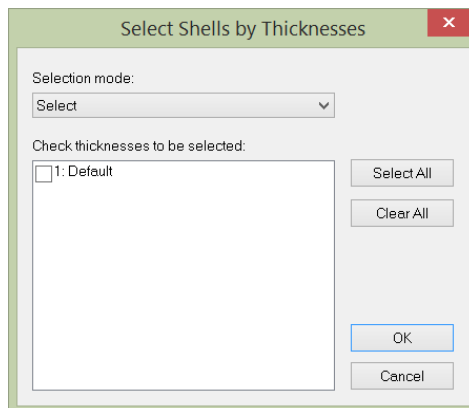 Select Shells by Thicknesses
x
Selection mode:
Select
Check thicknesses to be selected:
1: Default
Select All
Clear All
OK
Cancel